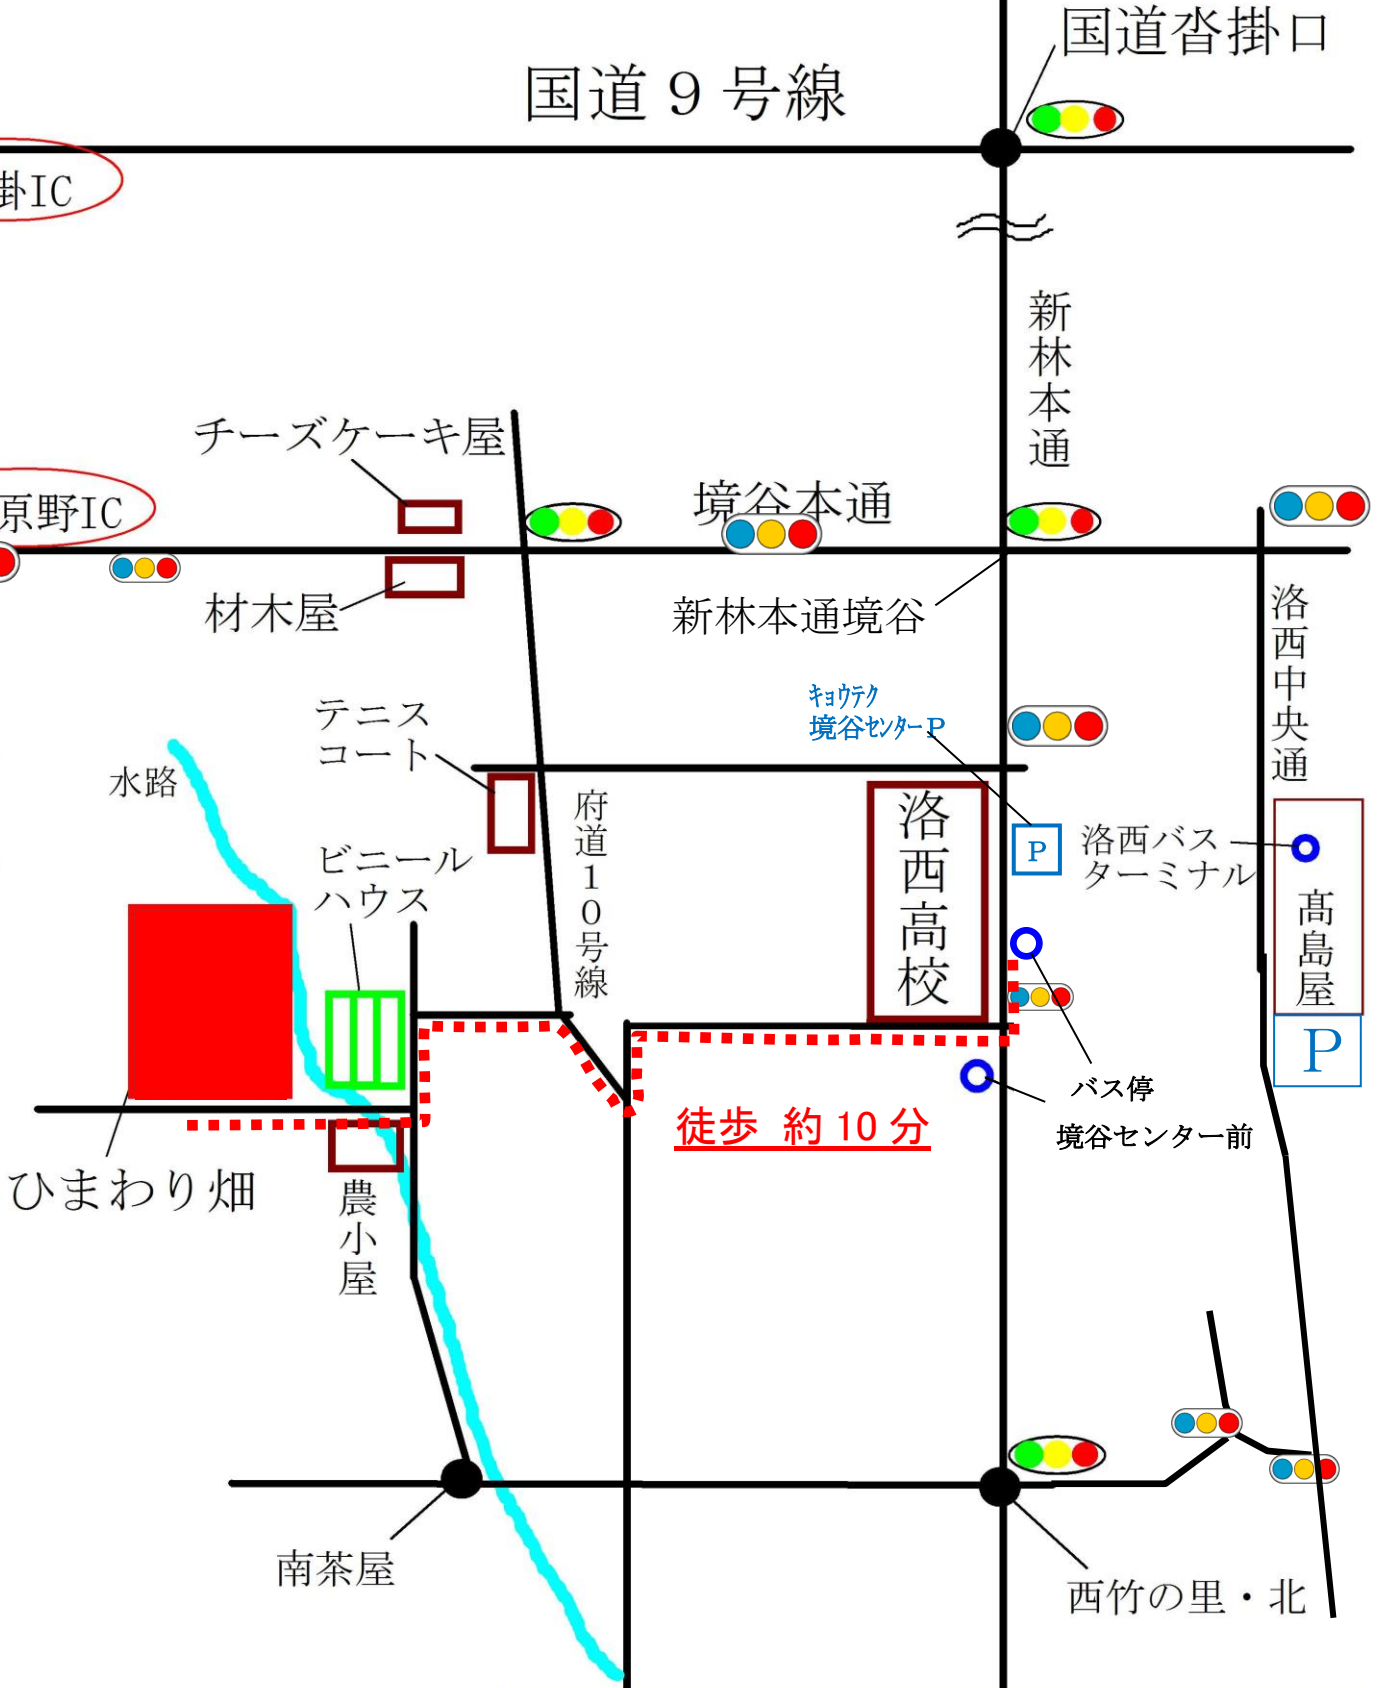 国道沓掛口
国道９号線
掛IC
新林本通
チーズケーキ屋
原野IC
境谷本通
材木屋
新林本通境谷
洛西中央通
ｷｮｳﾃｸ
境谷ｾﾝﾀｰP
テニス
コート
水路
府道１０号線
洛西高校
P
洛西バス
ターミナル
ビニール
ハウス
髙島屋
P
バス停
境谷センター前
徒歩 約10分
ひまわり畑
農小屋
南茶屋
西竹の里・北